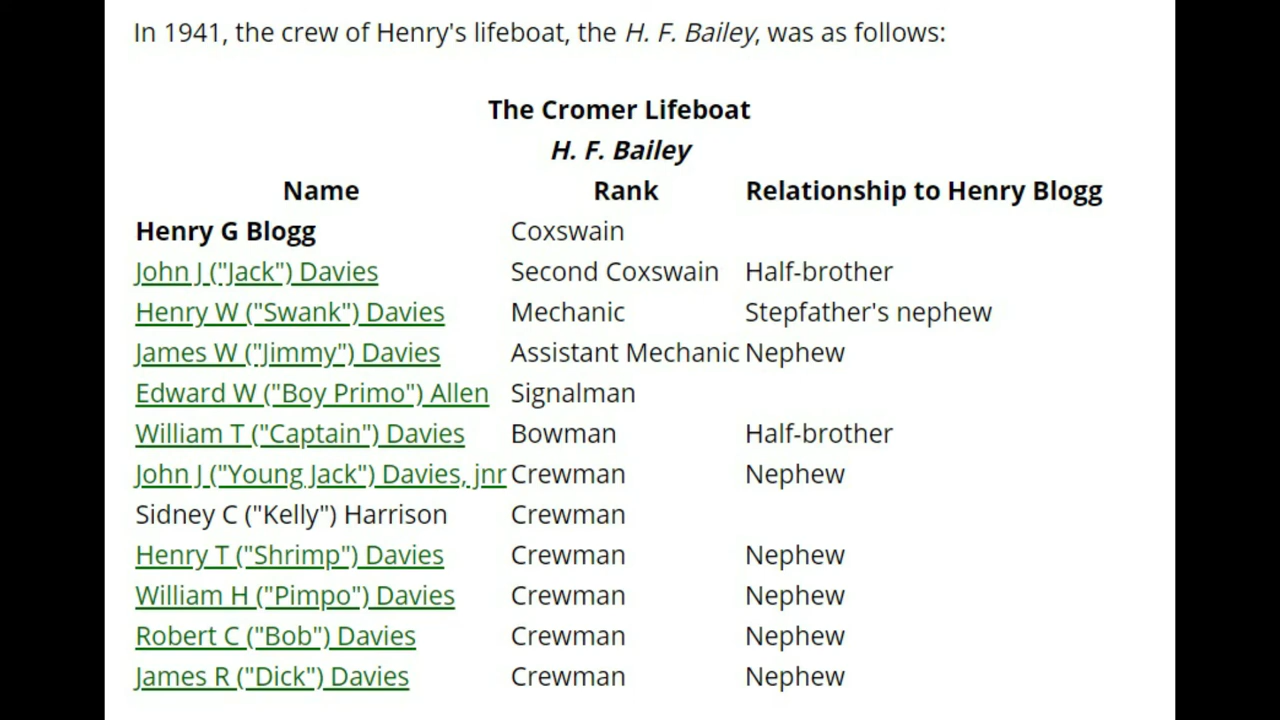 In 1941, the crew of Henry's lifeboat, the H. F. Bailey, was as follows:
The Cromer Lifeboat
H. F. Bailey
Name Rank Relationship to Henry Blogg
Henry G Blogg Coxswain
John J ("Jack") Davies Second Coxswain Half-brother
Henry W ("Swank") Davies Mechanic Stepfather's nephew
James W ("Jimmy") Davies Assistant Mechanic Nephew
Edward W ("Boy Primo") Allen Signalman
William T ("Captain") Davies Bowman Half-brother
John J ("Young Jack") Davies, jnr Crewman Nephew
Sidney C ("Kelly") Harrison Crewman
Henry T ("Shrimp") Davies Crewman Nephew
William H ("Pimpo") Davies Crewman Nephew
Robert C ("Bob") Davies Crewman Nephew
James R ("Dick") Davies Crewman Nephew